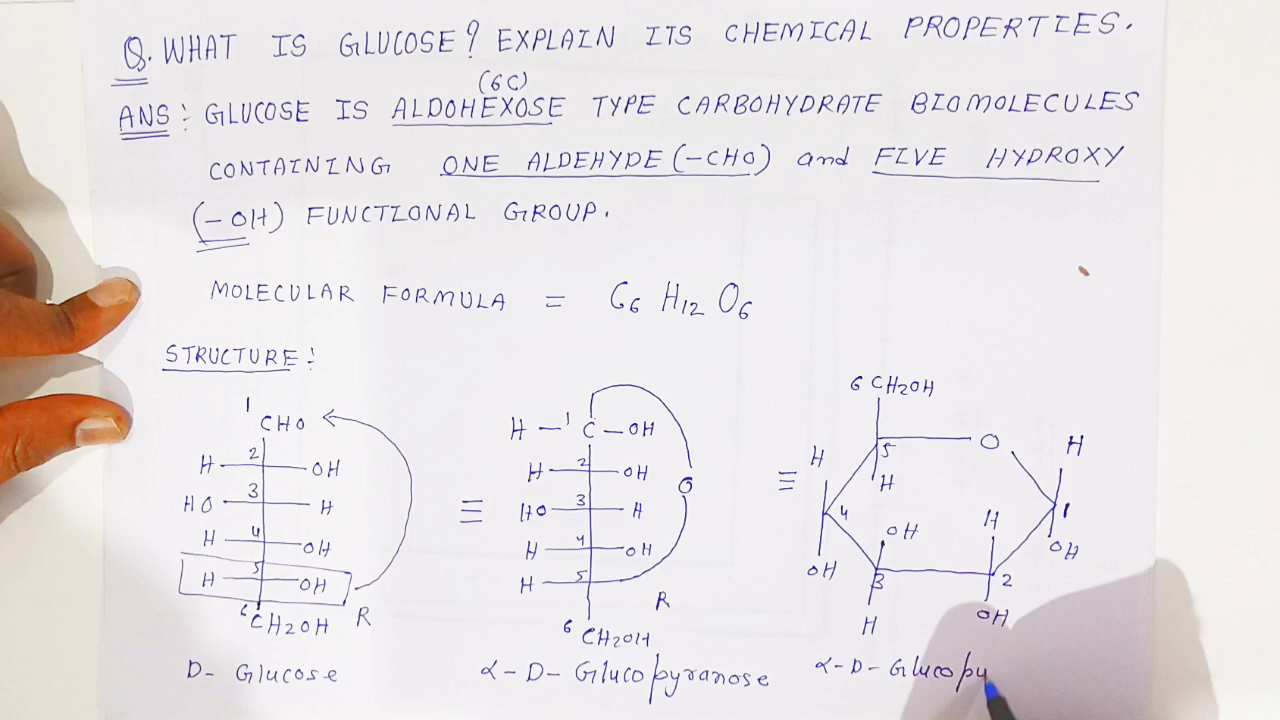 Q. WHAT IS GLUCOSE? EXPLAIN ITS CHEMICAL PROPERTIES.
(6C)
ANS: GLUCOSE IS ALDOHEXOSE TYPE CARBOHYDRATE BIOMOLECULES
CONTAINING ONE ALDEHYDE (-CHO) and FIVE HYDROXY
(-OH) FUNCTIONAL GROUP.
MOLECULAR FORMULA = C6 H12 O6
STRUCTURE:
1 CHO
H 2 OH
HO 3 H
H 4 OH
H 5 OH
6 CH2OH R
D- Glucose
≡
H - 1 C - OH
H 2 OH
HO 3 H
H 4 OH
H 5
O
R
6 CH2OH
α-D-Glucopyranose
≡
6 CH2OH
5 O H
H H
4 OH H 1
OH 3 2 OH
H OH
α-D-Glucopy